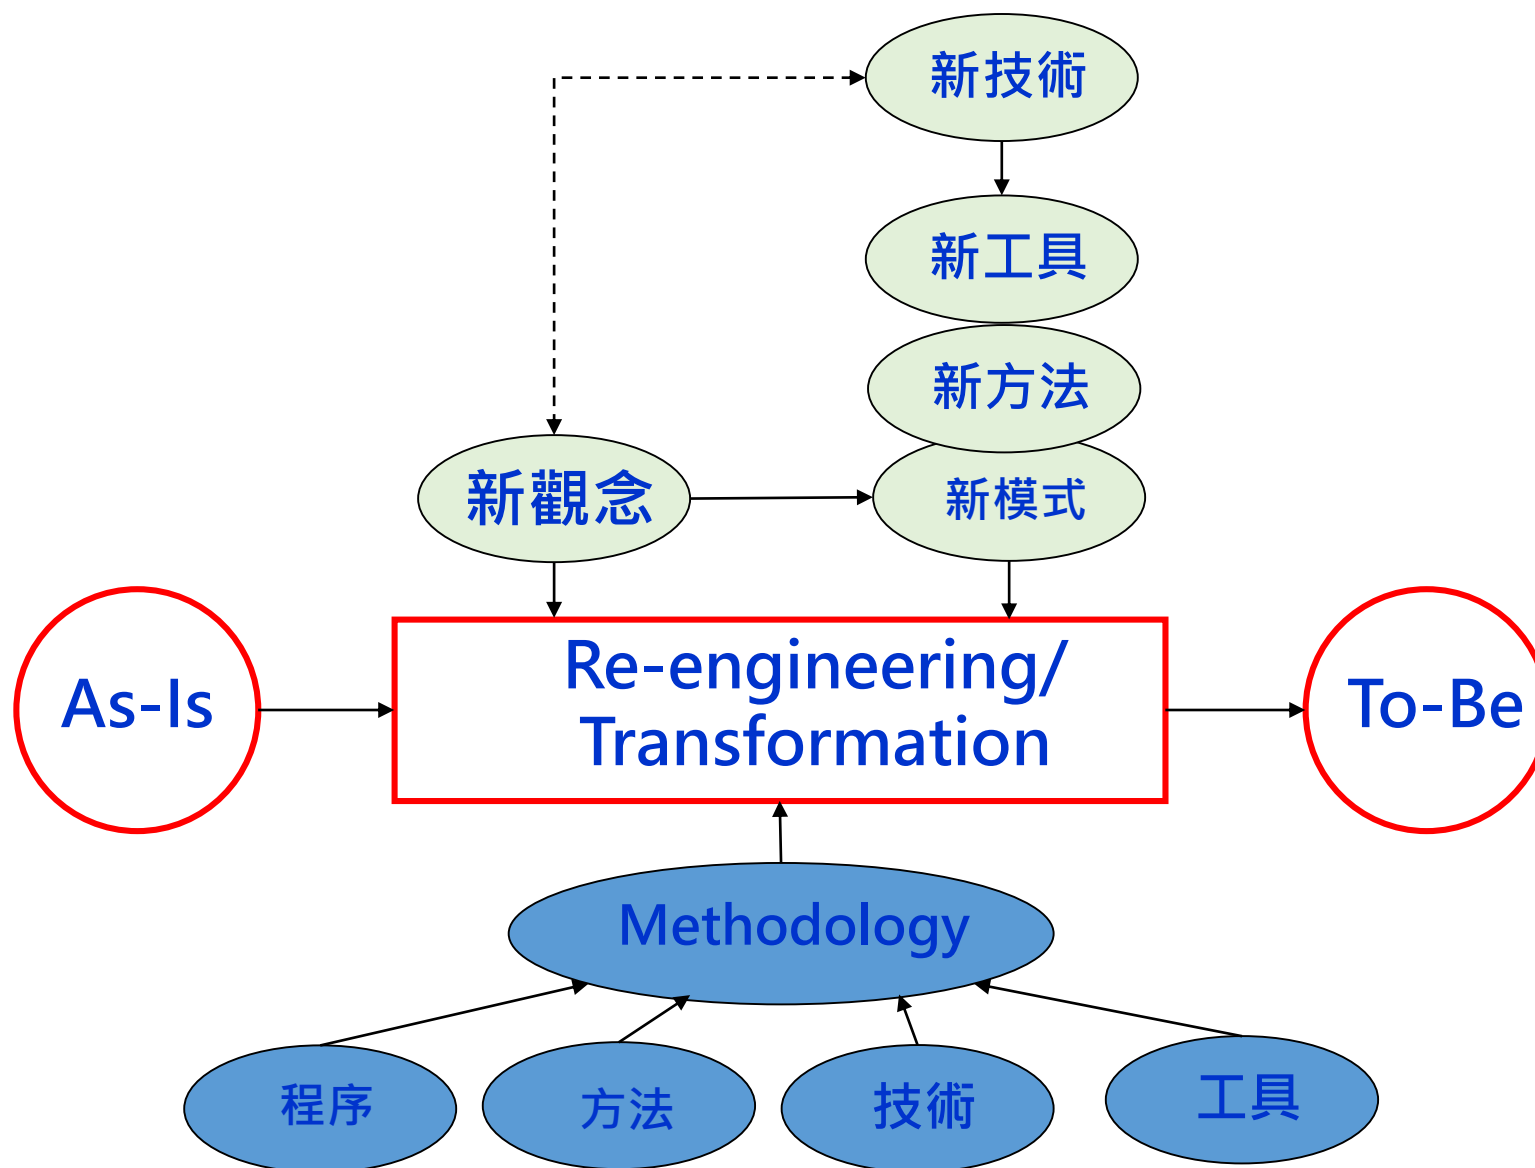 新技術
新工具
新方法
新觀念
新模式
As-Is
Re-engineering/
Transformation
To-Be
Methodology
程序
方法
技術
工具